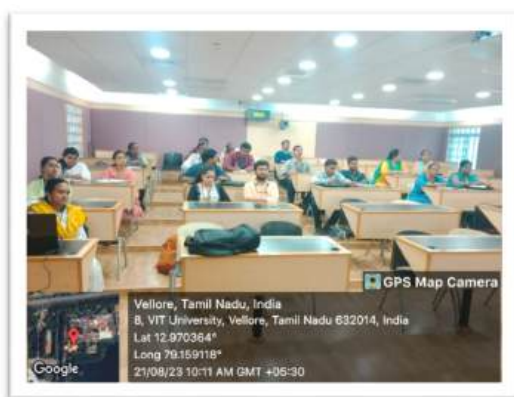 GPS Map Camera
Vellore, Tamil Nadu, India
8, VIT University, Vellore, Tamil Nadu 632014, India
Lat 12.970364°
Long 79.159118°
21/08/23 10:11 AM GMT +05:30
Google